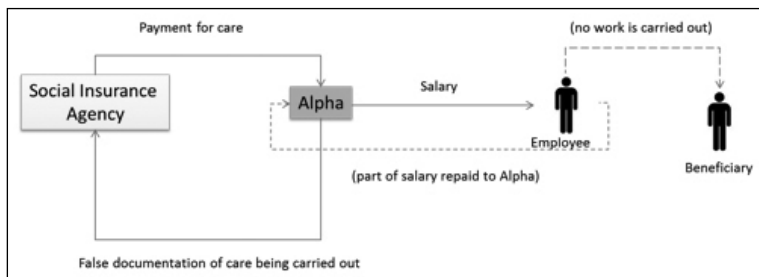 Payment for care
(no work is carried out)
Social Insurance
Agency
Alpha
Salary
Employee
Beneficiary
(part of salary repaid to Alpha)
False documentation of care being carried out